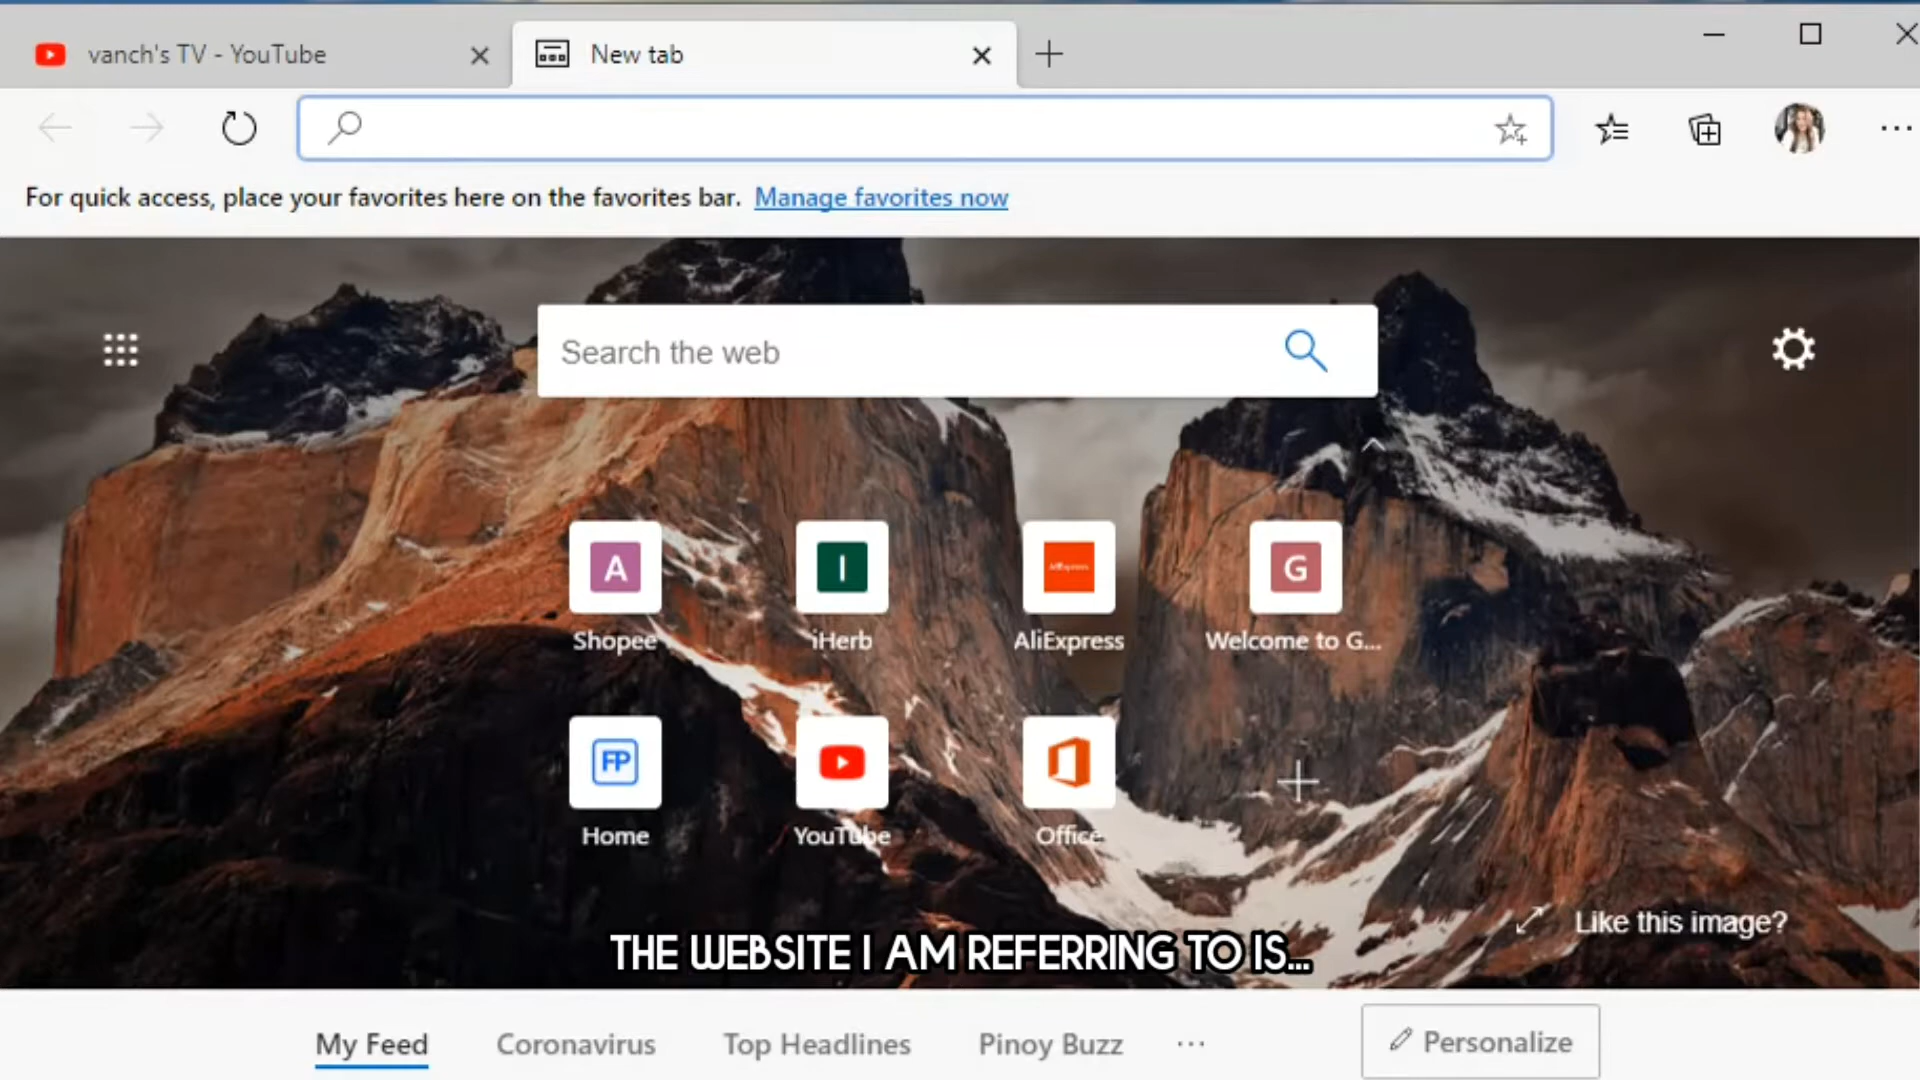 vanch's TV - YouTube
New tab
For quick access, place your favorites here on the favorites bar. Manage favorites now
Search the web
A
I
AliExpress
G
Shopee
iHerb
AliExpress
Welcome to G...
FP
Home
YouTube
Office
Like this image?
THE WEBSITE I AM REFERRING TO IS...
My Feed
Coronavirus
Top Headlines
Pinoy Buzz
...
Personalize